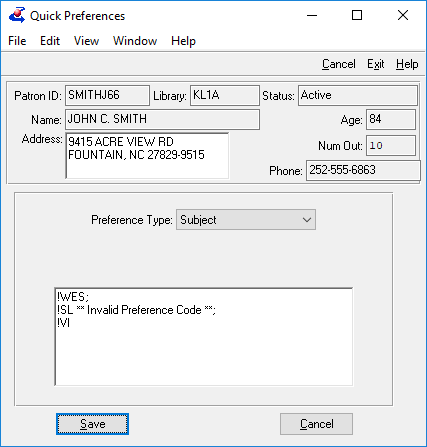 Quick Preferences
File Edit View Window Help
Cancel Exit Help
Patron ID: SMITHJ66 Library: KL1A Status: Active
Name: JOHN C. SMITH Age: 84
Address: 9415 ACRE VIEW RD
FOUNTAIN, NC 27829-9515
Num Out: 10
Phone: 252-555-6863
Preference Type: Subject
!WES;
!SL ** Invalid Preference Code **;
!VI
Save Cancel